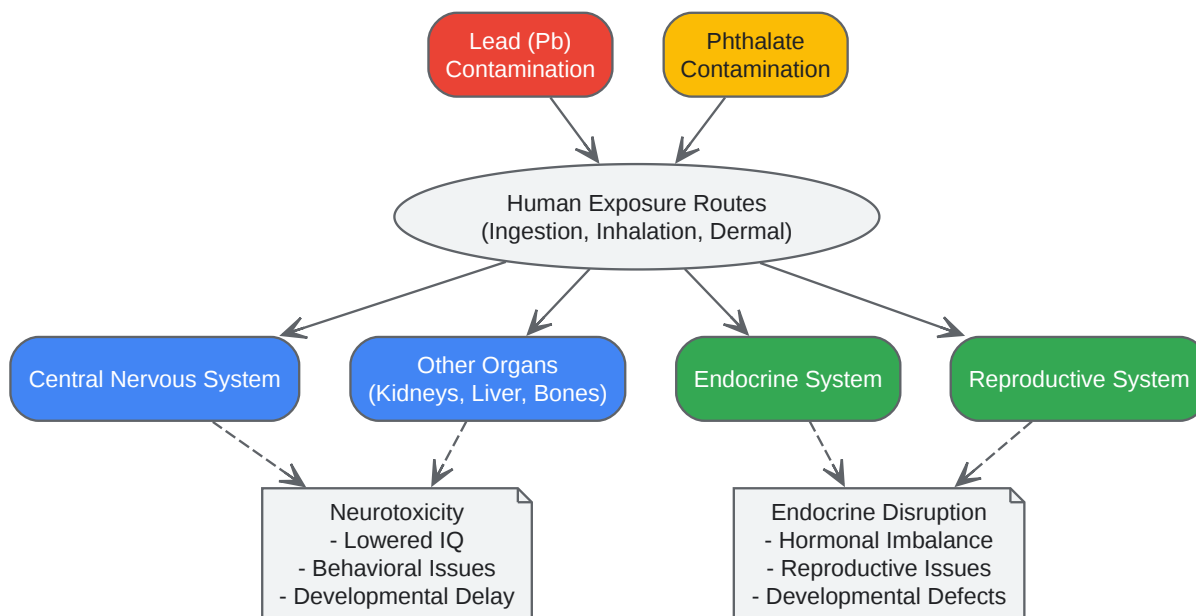 Lead (Pb)
Contamination
Phthalate
Contamination
Human Exposure Routes
(Ingestion, Inhalation, Dermal)
Central Nervous System
Other Organs
(Kidneys, Liver, Bones)
Endocrine System
Reproductive System
Neurotoxicity
- Lowered IQ
- Behavioral Issues
- Developmental Delay
Endocrine Disruption
- Hormonal Imbalance
- Reproductive Issues
- Developmental Defects